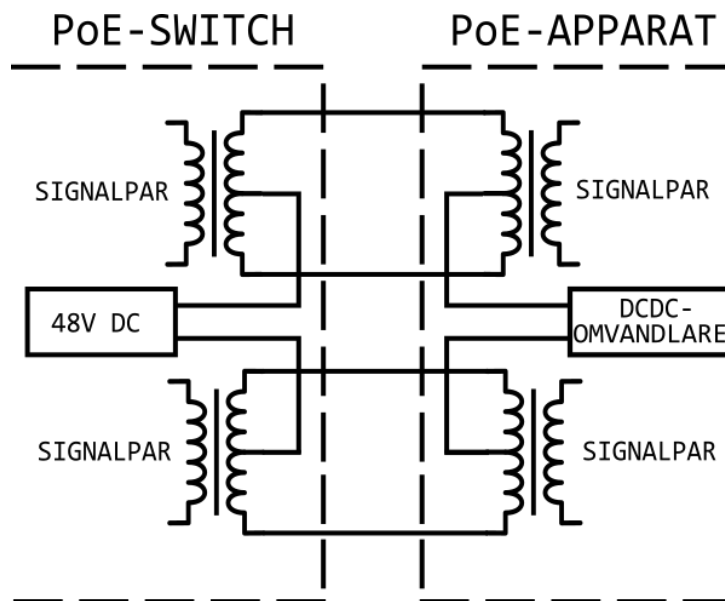 PoE-SWITCH
PoE-APPARAT
SIGNALPAR
SIGNALPAR
48V DC
DCDC-
OMVANDLARE
SIGNALPAR
SIGNALPAR